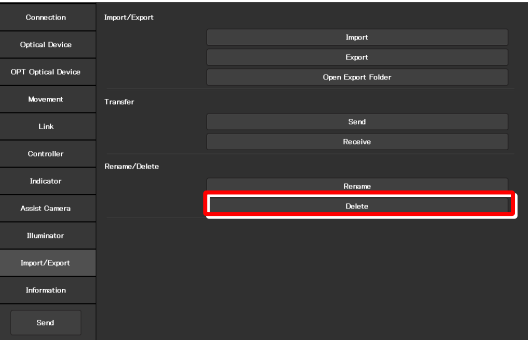 Connection
Optical Device
OPT Optical Device
Movement
Link
Controller
Indicator
Assist Camera
Illuminator
Import/Export
Information
Send
Import/Export
Import
Export
Open Export Folder
Transfer
Send
Receive
Rename/Delete
Rename
Delete